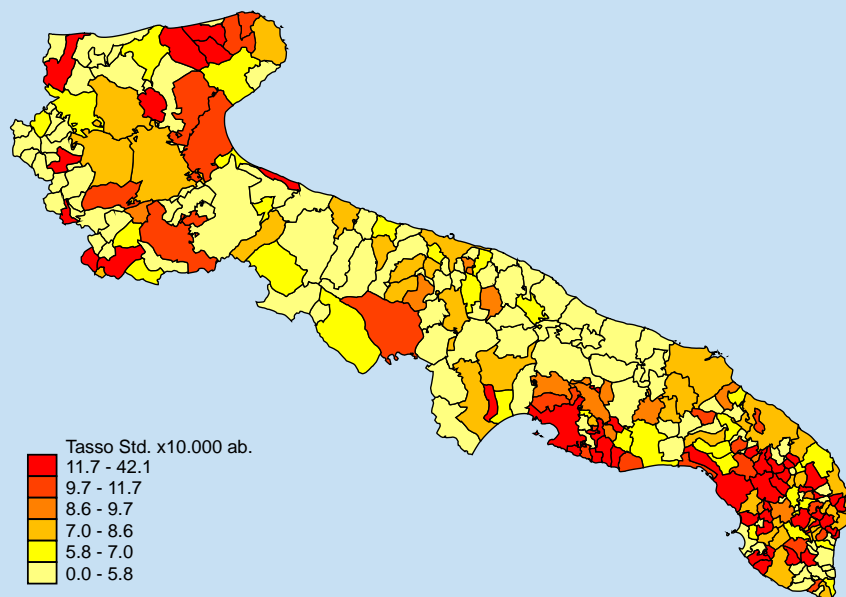 Tasso Std. x10.000 ab.
11.7 - 42.1
9.7 - 11.7
8.6 - 9.7
7.0 - 8.6
5.8 - 7.0
0.0 - 5.8